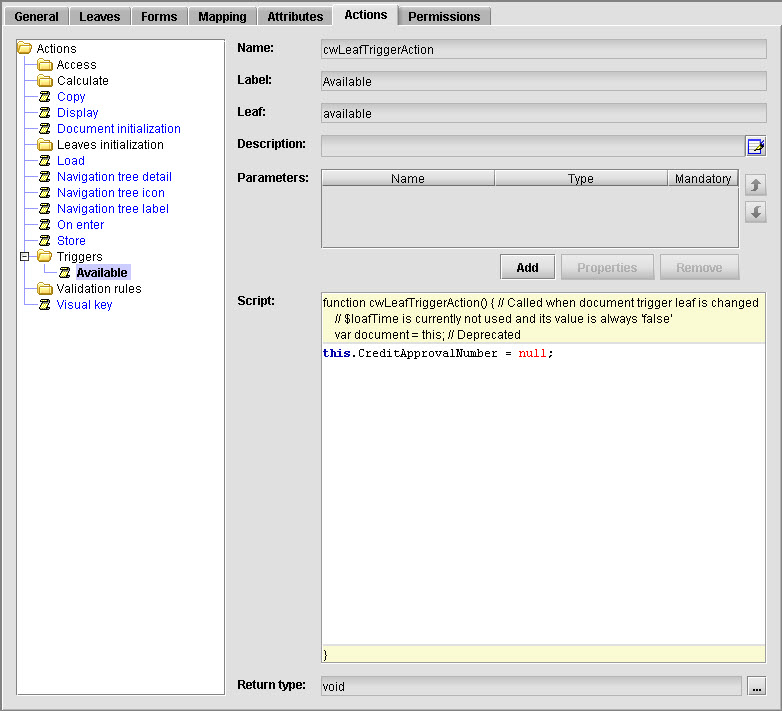 General Leaves Forms Mapping Attributes Actions Permissions
Actions
Access
Calculate
Copy
Display
Document initialization
Leaves initialization
Load
Navigation tree detail
Navigation tree icon
Navigation tree label
On enter
Store
Triggers
Available
Validation rules
Visual key
Name: cwLeafTriggerAction
Label: Available
Leaf: available
Description:
Parameters: Name Type Mandatory
Add Properties Remove
Script:
function cwLeafTriggerAction() { // Called when document trigger leaf is changed
// $loafTime is currently not used and its value is always 'false'
var document = this; // Deprecated
this.CreditApprovalNumber = null;
}
Return type: void ...